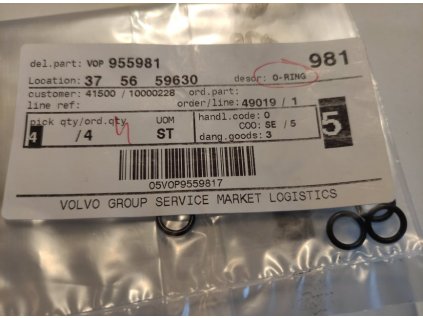 del.part: VOP 955981 981
Location: 37 56 59630 descr: O-RING
customer: 41500 / 10000228 ord.part:
line ref: order/line: 49019 / 1
pick qty/ord.qty UOM handl.code: 0
4 /4 4 ST COO: SE / 5 5
dang.goods: 3
05VOP9559817
VOLVO GROUP SERVICE MARKET LOGISTICS